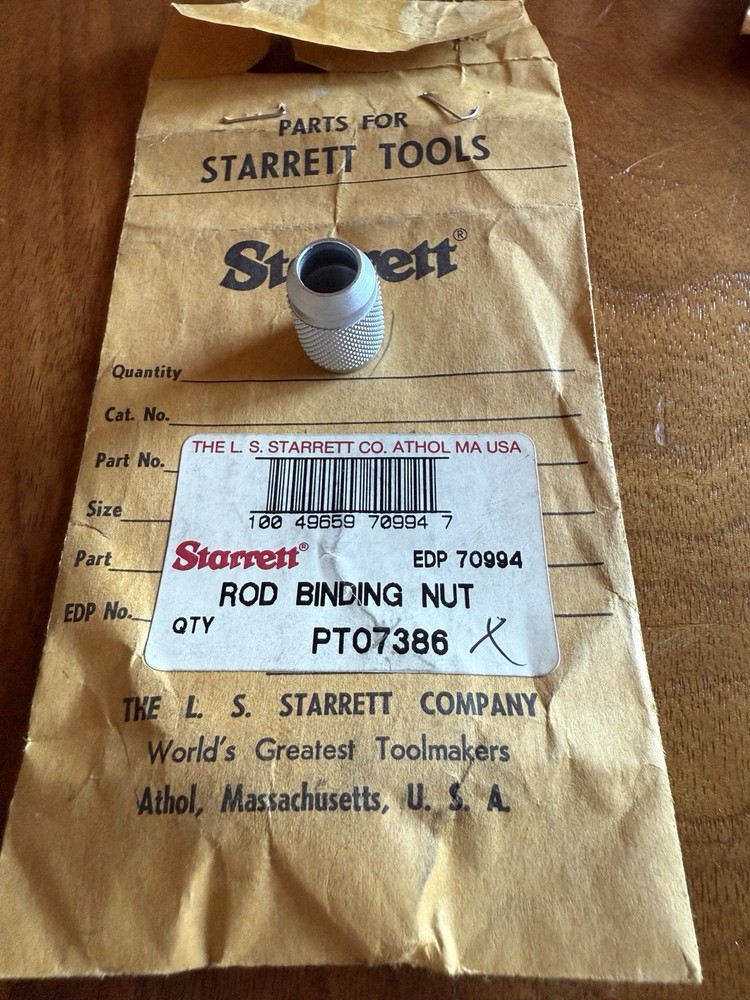 PARTS FOR
STARRETT TOOLS
St rett®
Quantity
Cat. No.
Part No.
Size
Part
EDP No.
THE L. S. STARRETT CO. ATHOL MA USA
100 49659 70994 7
Starrett® EDP 70994
ROD BINDING NUT
QTY PT07386 X
THE L. S. STARRETT COMPANY
World's Greatest Toolmakers
Athol, Massachusetts, U. S. A.